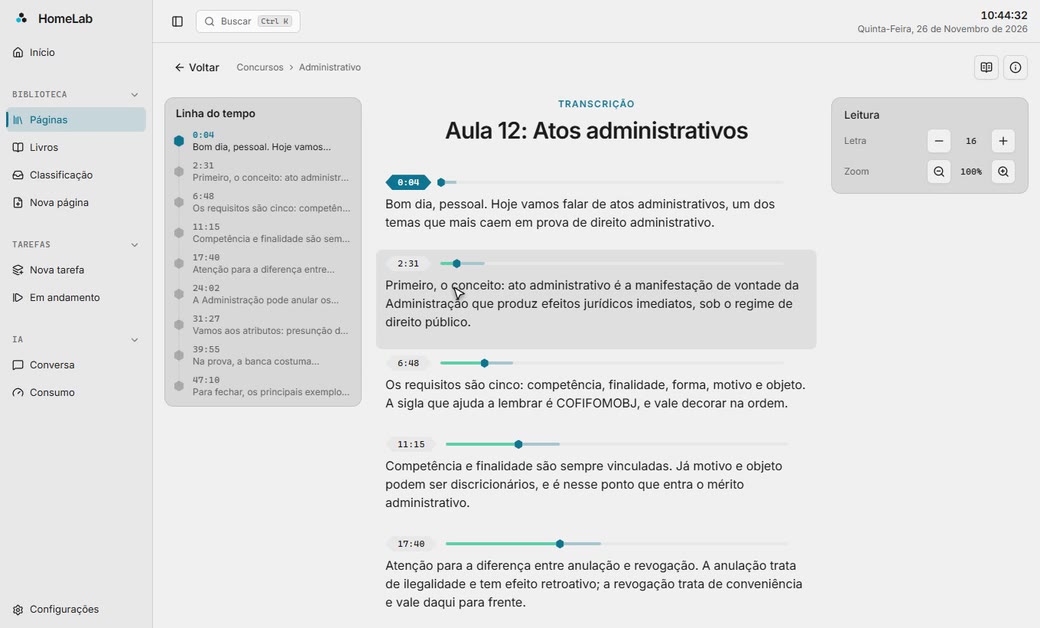 HomeLab
Buscar
Ctrl K
10:44:32
Quinta-Feira, 26 de Novembro de 2026
Início
BIBLIOTECA
Páginas
Livros
Classificação
Nova página
TAREFAS
Nova tarefa
Em andamento
IA
Conversa
Consumo
Configurações
Voltar
Concursos > Administrativo
Linha do tempo
0:04
Bom dia, pessoal. Hoje vamos...
2:31
Primeiro, o conceito: ato administr...
6:48
Os requisitos são cinco: competên...
11:15
Competência e finalidade são sem...
17:40
Atenção para a diferença entre...
24:02
A Administração pode anular os...
31:27
Vamos aos atributos: presunção d...
39:55
Na prova, a banca costuma...
47:10
Para fechar, os principais exemplo...
TRANSCRIÇÃO
Aula 12: Atos administrativos
0:04
Bom dia, pessoal. Hoje vamos falar de atos administrativos, um dos
temas que mais caem em prova de direito administrativo.
2:31
Primeiro, o conceito: ato administrativo é a manifestação de vontade da
Administração que produz efeitos jurídicos imediatos, sob o regime de
direito público.
6:48
Os requisitos são cinco: competência, finalidade, forma, motivo e objeto.
A sigla que ajuda a lembrar é COFIFOMOBJ, e vale decorar na ordem.
11:15
Competência e finalidade são sempre vinculadas. Já motivo e objeto
podem ser discricionários, e é nesse ponto que entra o mérito
administrativo.
17:40
Atenção para a diferença entre anulação e revogação. A anulação trata
de ilegalidade e tem efeito retroativo; a revogação trata de conveniência
e vale daqui para frente.
Leitura
Letra
16
Zoom
100%